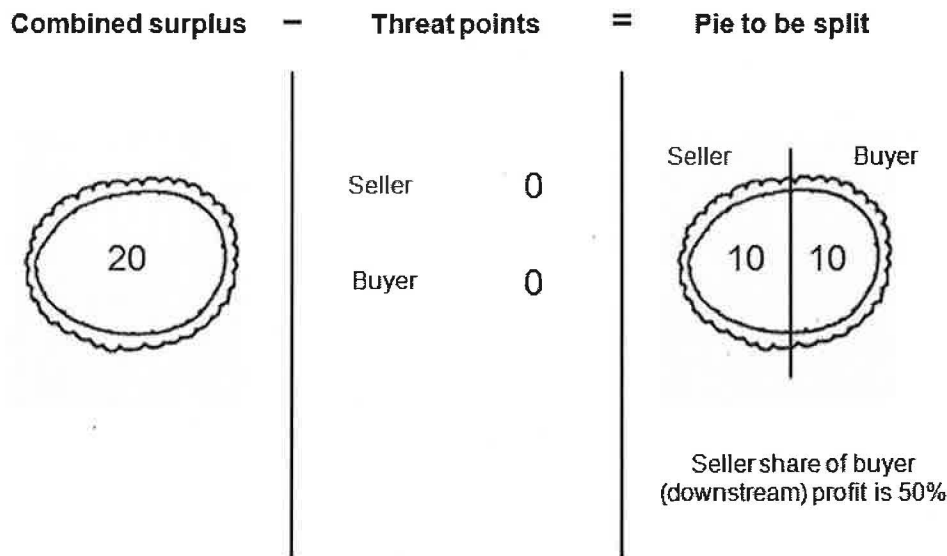 Combined surplus - Threat points = Pie to be split
Seller Buyer
Seller 0
20
10 10
Buyer 0
Seller share of buyer
(downstream) profit is 50%